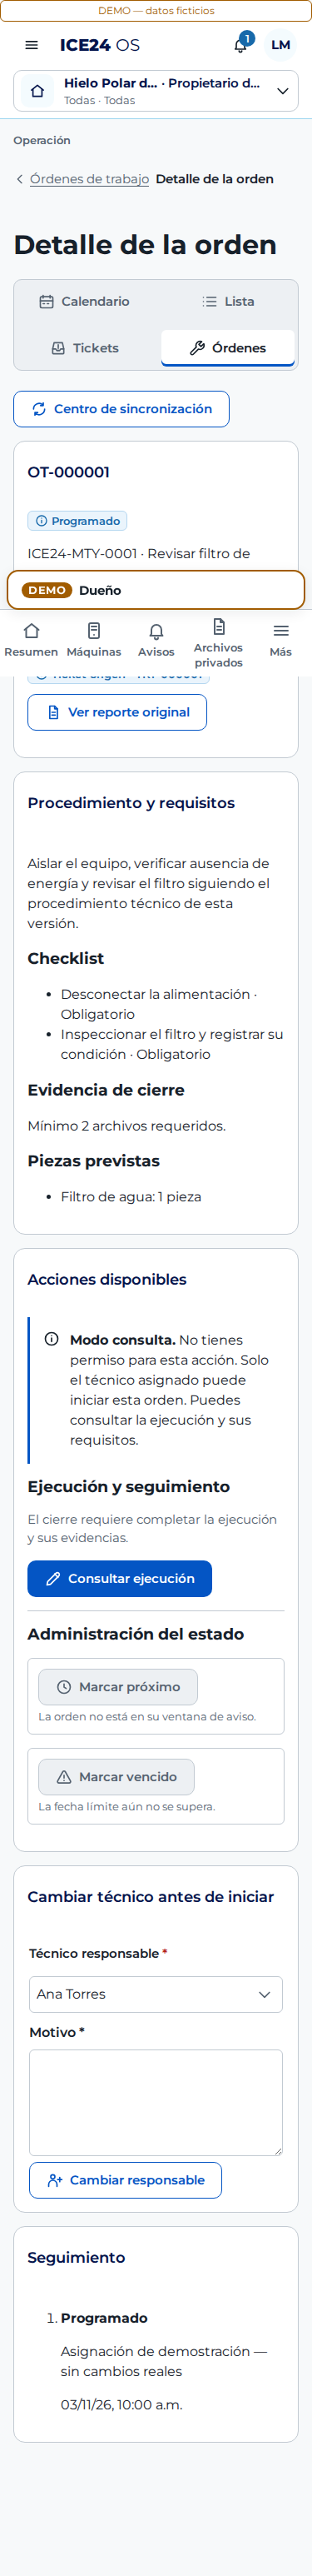 DEMO — datos ficticios
ICE24 OS
1
LM
Hielo Polar d... · Propietario d...
Todas · Todas
Operación
Órdenes de trabajo Detalle de la orden
Detalle de la orden
Calendario
Lista
Tickets
Órdenes
Centro de sincronización
OT-000001
Programado
ICE24-MTY-0001 · Revisar filtro de
DEMO Dueño
Resumen
Máquinas
Avisos
Archivos
privados
Más
Ver reporte original
Procedimiento y requisitos
Aislar el equipo, verificar ausencia de
energía y revisar el filtro siguiendo el
procedimiento técnico de esta
versión.
Checklist
• Desconectar la alimentación ·
Obligatorio
• Inspeccionar el filtro y registrar su
condición · Obligatorio
Evidencia de cierre
Mínimo 2 archivos requeridos.
Piezas previstas
• Filtro de agua: 1 pieza
Acciones disponibles
Modo consulta. No tienes
permiso para esta acción. Solo
el técnico asignado puede
iniciar esta orden. Puedes
consultar la ejecución y sus
requisitos.
Ejecución y seguimiento
El cierre requiere completar la ejecución
y sus evidencias.
Consultar ejecución
Administración del estado
Marcar próximo
La orden no está en su ventana de aviso.
Marcar vencido
La fecha límite aún no se supera.
Cambiar técnico antes de iniciar
Técnico responsable *
Ana Torres
Motivo *
Cambiar responsable
Seguimiento
1. Programado
Asignación de demostración —
sin cambios reales
03/11/26, 10:00 a.m.